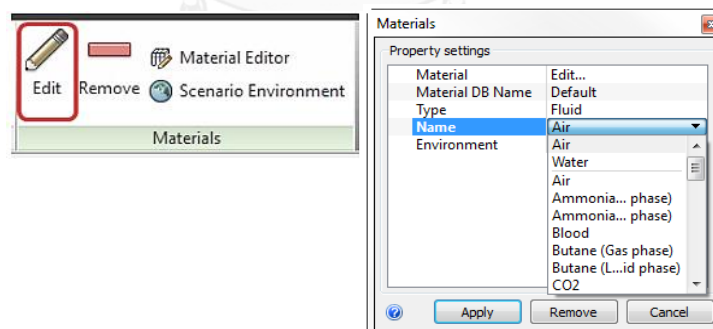 Edit
Remove
Material Editor
Scenario Environment
Materials
Materials
Property settings
Material Edit...
Material DB Name Default
Type Fluid
Name Air
Environment Air
Water
Air
Ammonia... phase)
Ammonia... phase)
Blood
Butane (Gas phase)
Butane (L...id phase)
CO2
Apply Remove Cancel